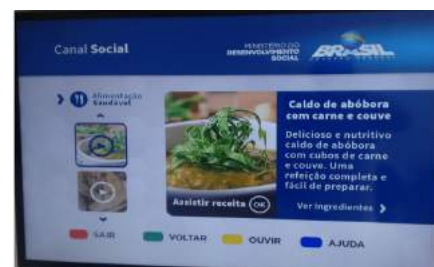 Canal Social
MINISTÉRIO DO
DESENVOLVIMENTO
SOCIAL
BRASIL
Alimentação
Saudável
Caldo de abóbora
com carne e couve
Delicioso e nutritivo
caldo de abóbora
com cubos de carne
e couve. Uma
refeição completa e
fácil de preparar.
Assistir receita OK
Ver ingredientes
SAIR
VOLTAR
OUVIR
AJUDA